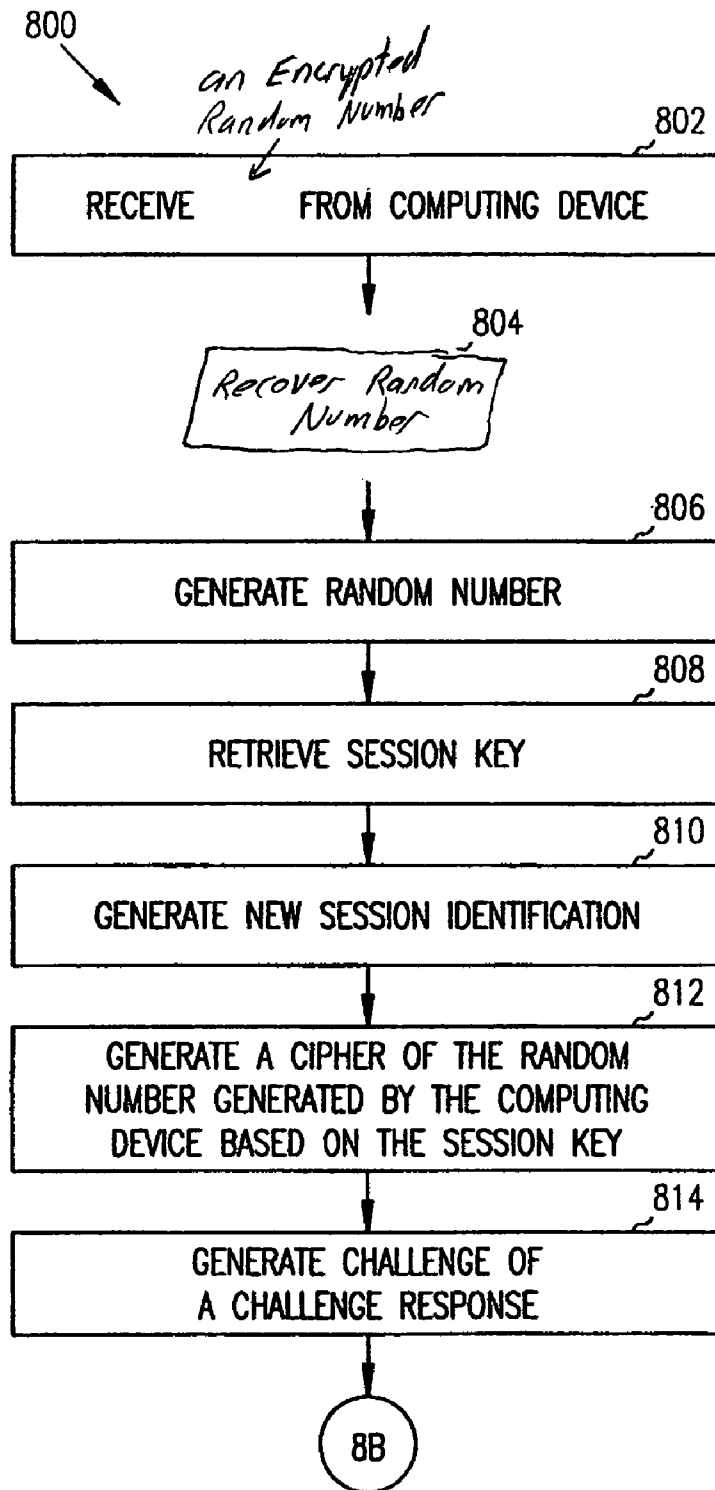 800
an Encrypted
Random Number
802
RECEIVE FROM COMPUTING DEVICE
804
Recover Random
Number
806
GENERATE RANDOM NUMBER
808
RETRIEVE SESSION KEY
810
GENERATE NEW SESSION IDENTIFICATION
812
GENERATE A CIPHER OF THE RANDOM
NUMBER GENERATED BY THE COMPUTING
DEVICE BASED ON THE SESSION KEY
814
GENERATE CHALLENGE OF
A CHALLENGE RESPONSE
8B